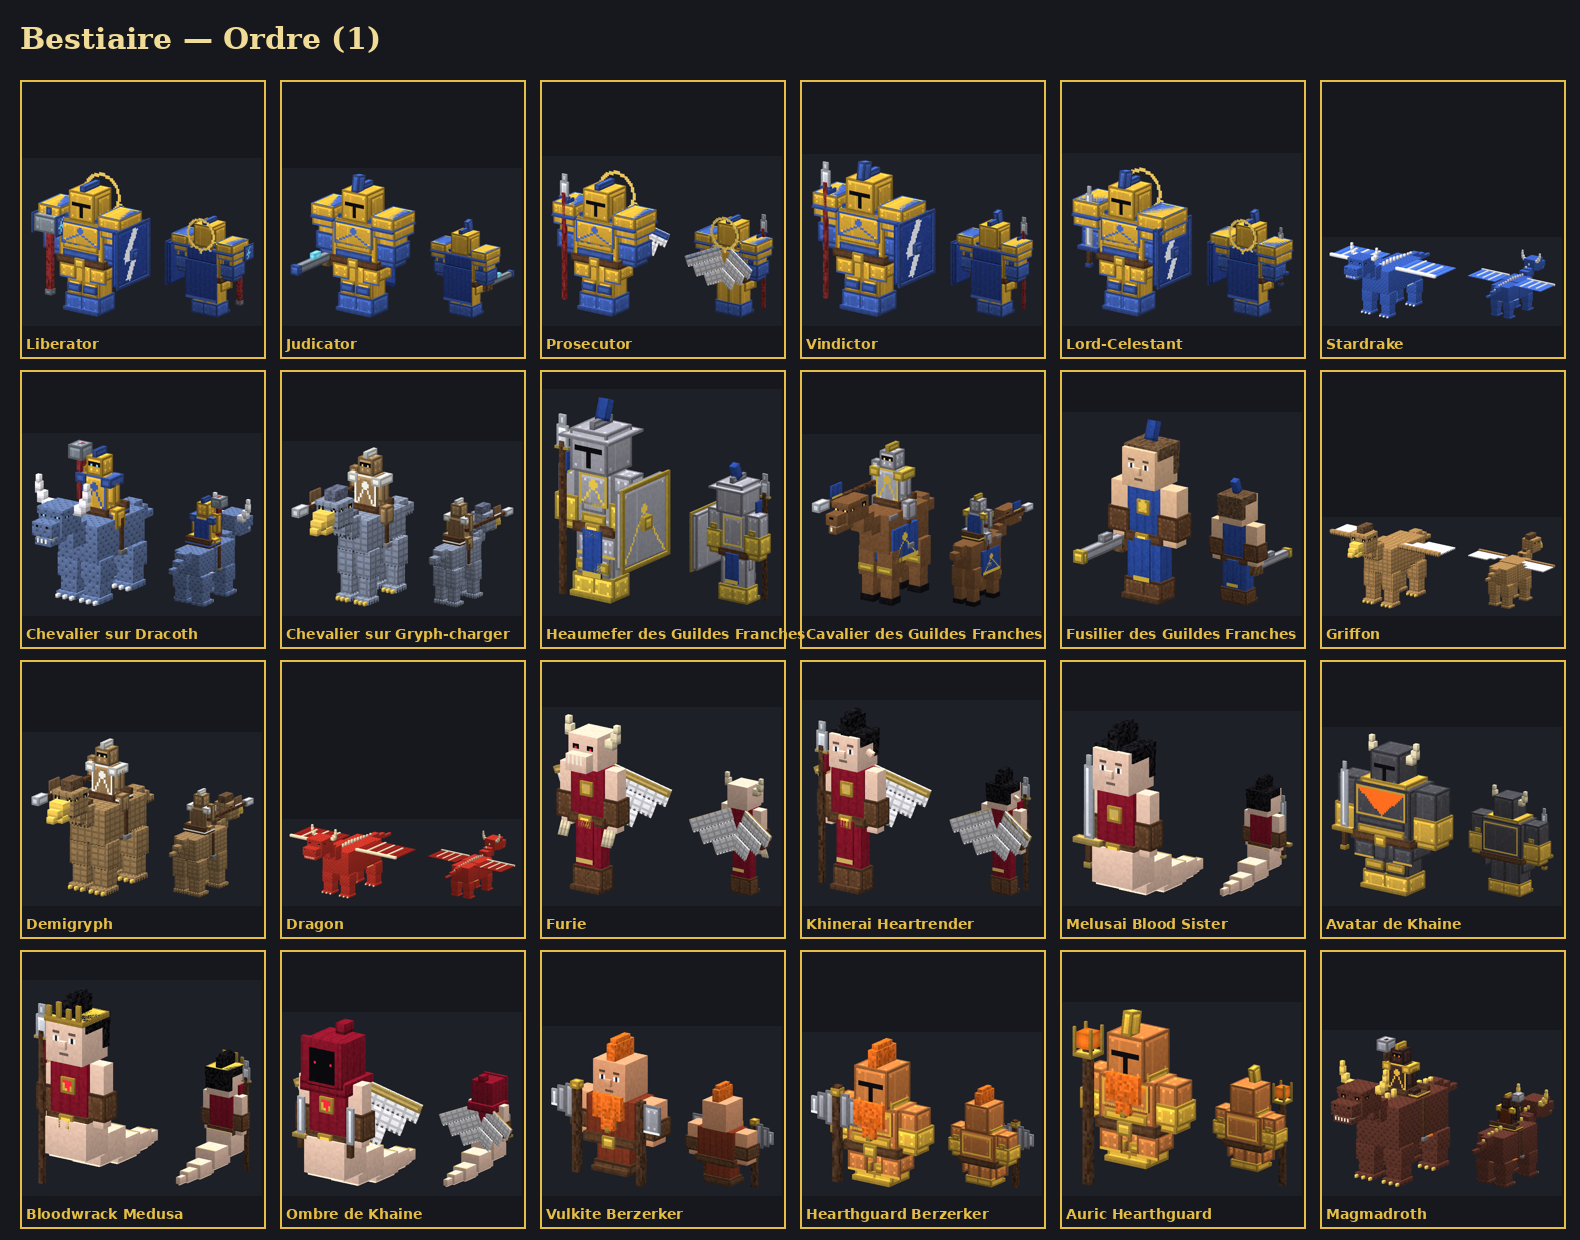 Bestiaire — Ordre (1)
Liberator
Judicator
Prosecutor
Vindictor
Lord-Celestant
Stardrake
Chevalier sur Dracoth
Chevalier sur Gryph-charger
Heaumefer des Guildes Franches
Cavalier des Guildes Franches
Fusilier des Guildes Franches
Griffon
Demigryph
Dragon
Furie
Khinerai Heartrender
Melusai Blood Sister
Avatar de Khaine
Bloodwrack Medusa
Ombre de Khaine
Vulkite Berzerker
Hearthguard Berzerker
Auric Hearthguard
Magmadroth